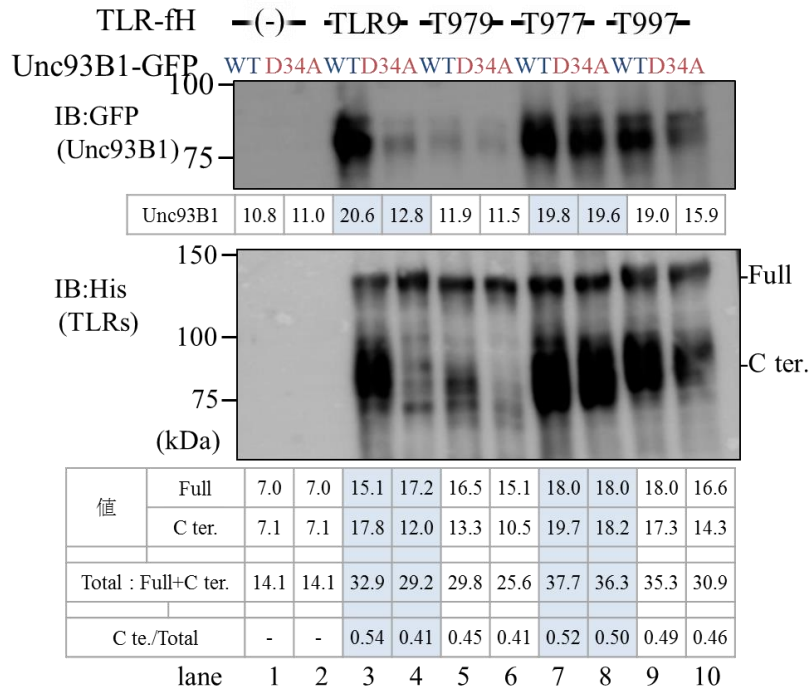 TLR-fH (-) TLR9 T979 T977 T997
Unc93B1-GFP WT D34A WT D34A WT D34A WT D34A WT D34A
100
IB:GFP
(Unc93B1)
75
Unc93B1 10.8 11.0 20.6 12.8 11.9 11.5 19.8 19.6 19.0 15.9
150
-Full
IB:His
(TLRs)
100
-C ter.
75
(kDa)
値 Full 7.0 7.0 15.1 17.2 16.5 15.1 18.0 18.0 18.0 16.6
C ter. 7.1 7.1 17.8 12.0 13.3 10.5 19.7 18.2 17.3 14.3
Total : Full+C ter. 14.1 14.1 32.9 29.2 29.8 25.6 37.7 36.3 35.3 30.9
C te./Total - - 0.54 0.41 0.45 0.41 0.52 0.50 0.49 0.46
lane 1 2 3 4 5 6 7 8 9 10